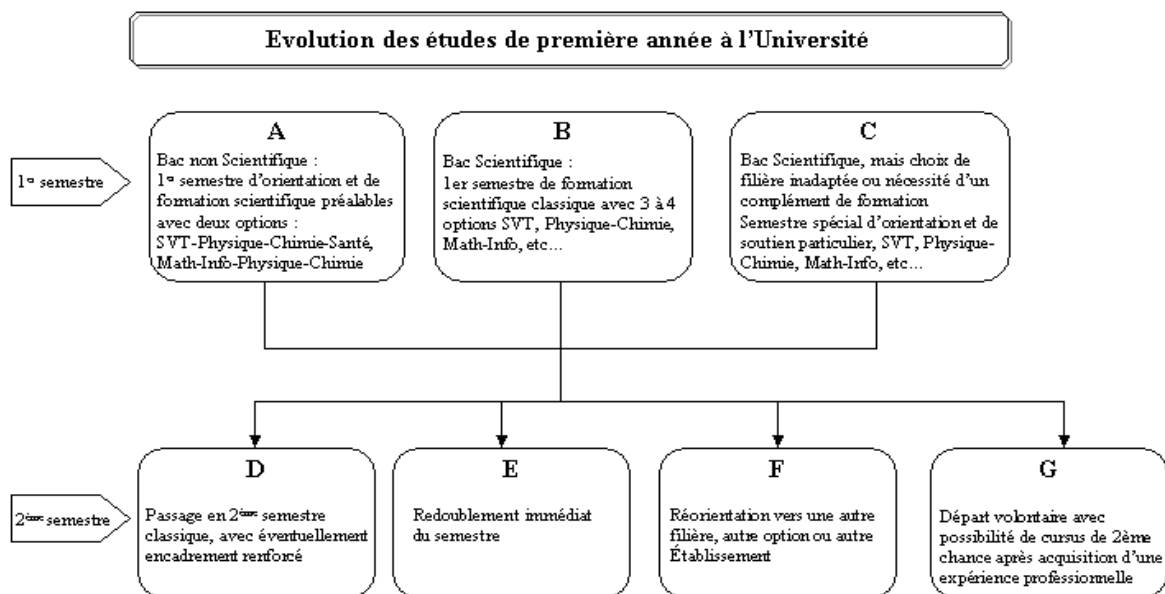 Evolution des études de première année à l'Université
1er semestre
A
Bac non Scientifique :
1er semestre d'orientation et de
formation scientifique préalables
avec deux options :
SVT-Physique-Chimie-Santé,
Math-Info-Physique-Chimie
B
Bac Scientifique :
1er semestre de formation
scientifique classique avec 3 à 4
options SVT, Physique-Chimie,
Math-Info, etc...
C
Bac Scientifique, mais choix de
filière inadaptée ou nécessité d'un
complément de formation
Semestre spécial d'orientation et de
soutien particulier, SVT, Physique-
Chimie, Math-Info, etc...
2ème semestre
D
Passage en 2ème semestre
classique, avec éventuellement
encadrement renforcé
E
Redoublement immédiat
du semestre
F
Réorientation vers une autre
filière, autre option ou autre
Établissement
G
Départ volontaire avec
possibilité de cursus de 2ème
chance après acquisition d'une
expérience professionnelle